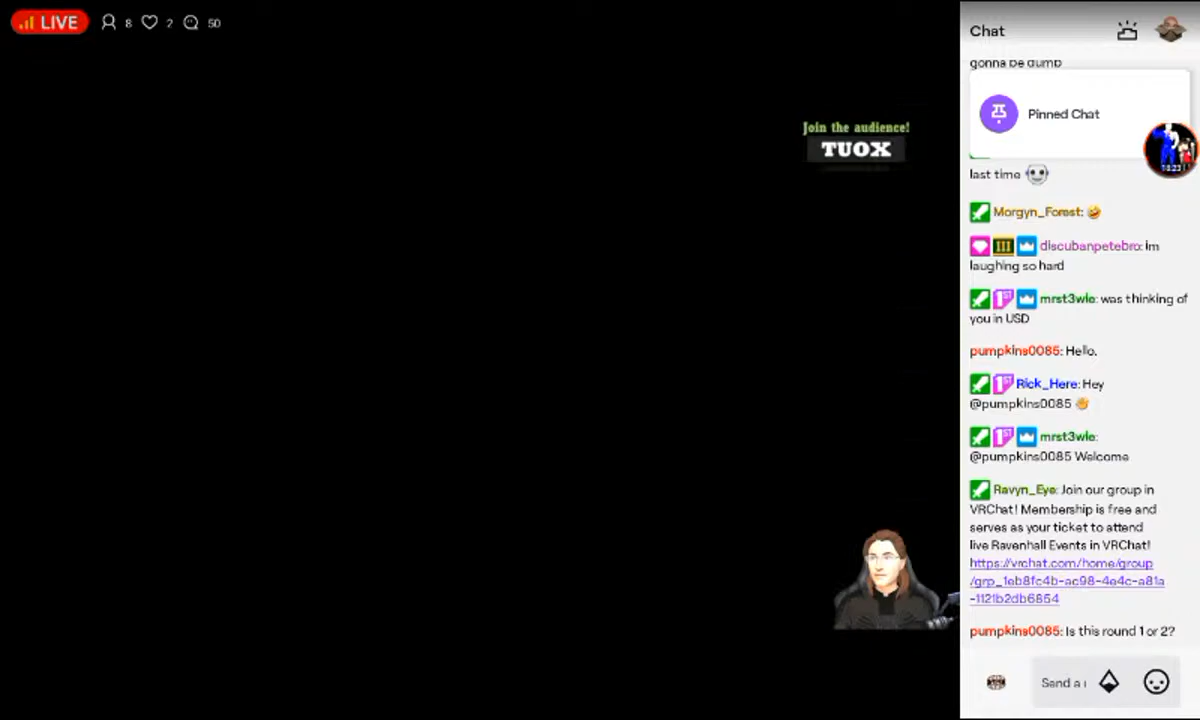 LIVE 8 2 50
Join the audience!
TUOX
Chat
gonna be dumb
Pinned Chat
last time
Morgyn_Forest:
discubanpetebro: im
laughing so hard
mrst3wie: was thinking of
you in USD
pumpkins0085: Hello.
Rick_Here: Hey
@pumpkins0085
mrst3wie:
@pumpkins0085 Welcome
Ravyn_Eye: Join our group in
VRChat! Membership is free and
serves as your ticket to attend
live Ravenhall Events in VRChat!
https://vrchat.com/home/group
/grp_1eb8fc4b-ac98-4e4c-a81a
-1121b2db6854
pumpkins0085: Is this round 1 or 2?
Send a